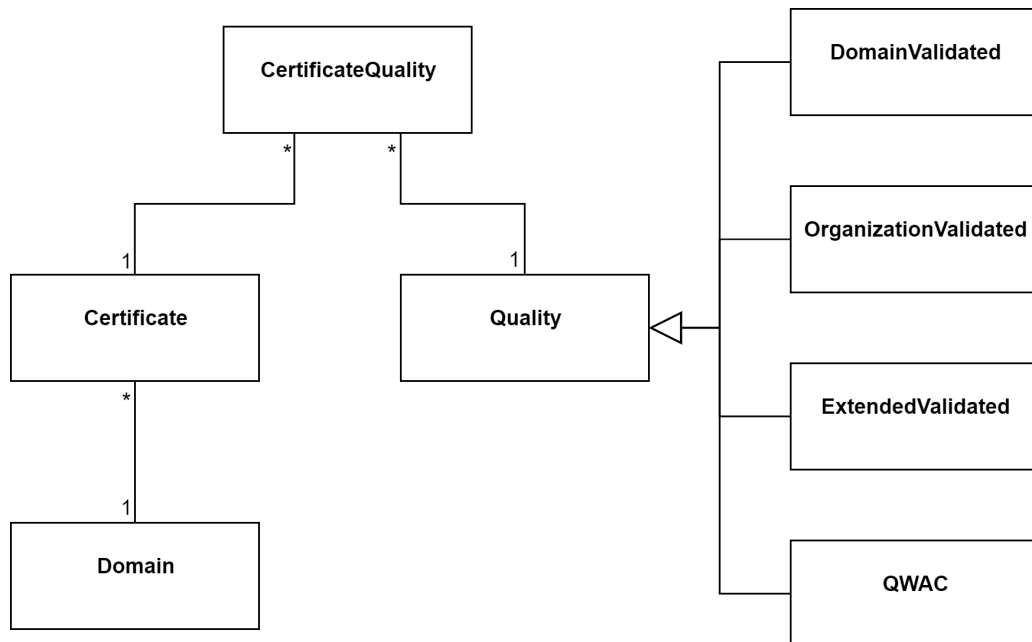 CertificateQuality
*
*
1
1
Certificate
Quality
*
1
Domain
DomainValidated
OrganizationValidated
ExtendedValidated
QWAC